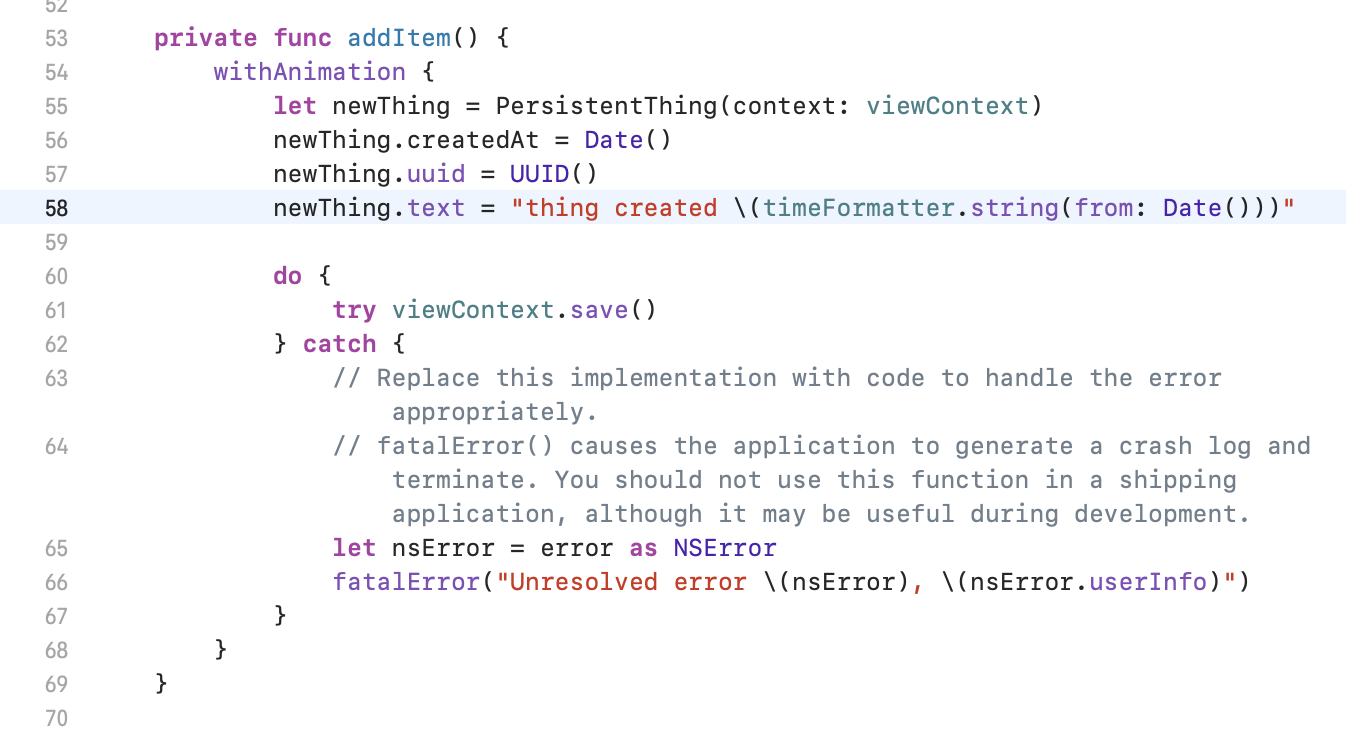 52
53 private func addItem() {
54 withAnimation {
55 let newThing = PersistentThing(context: viewContext)
56 newThing.createdAt = Date()
57 newThing.uuid = UUID()
58 newThing.text = "thing created \(timeFormatter.string(from: Date()))"
59
60 do {
61 try viewContext.save()
62 } catch {
63 // Replace this implementation with code to handle the error
appropriately.
64 // fatalError() causes the application to generate a crash log and
terminate. You should not use this function in a shipping
application, although it may be useful during development.
65 let nsError = error as NSError
66 fatalError("Unresolved error \(nsError), \(nsError.userInfo)")
67 }
68 }
69 }
70